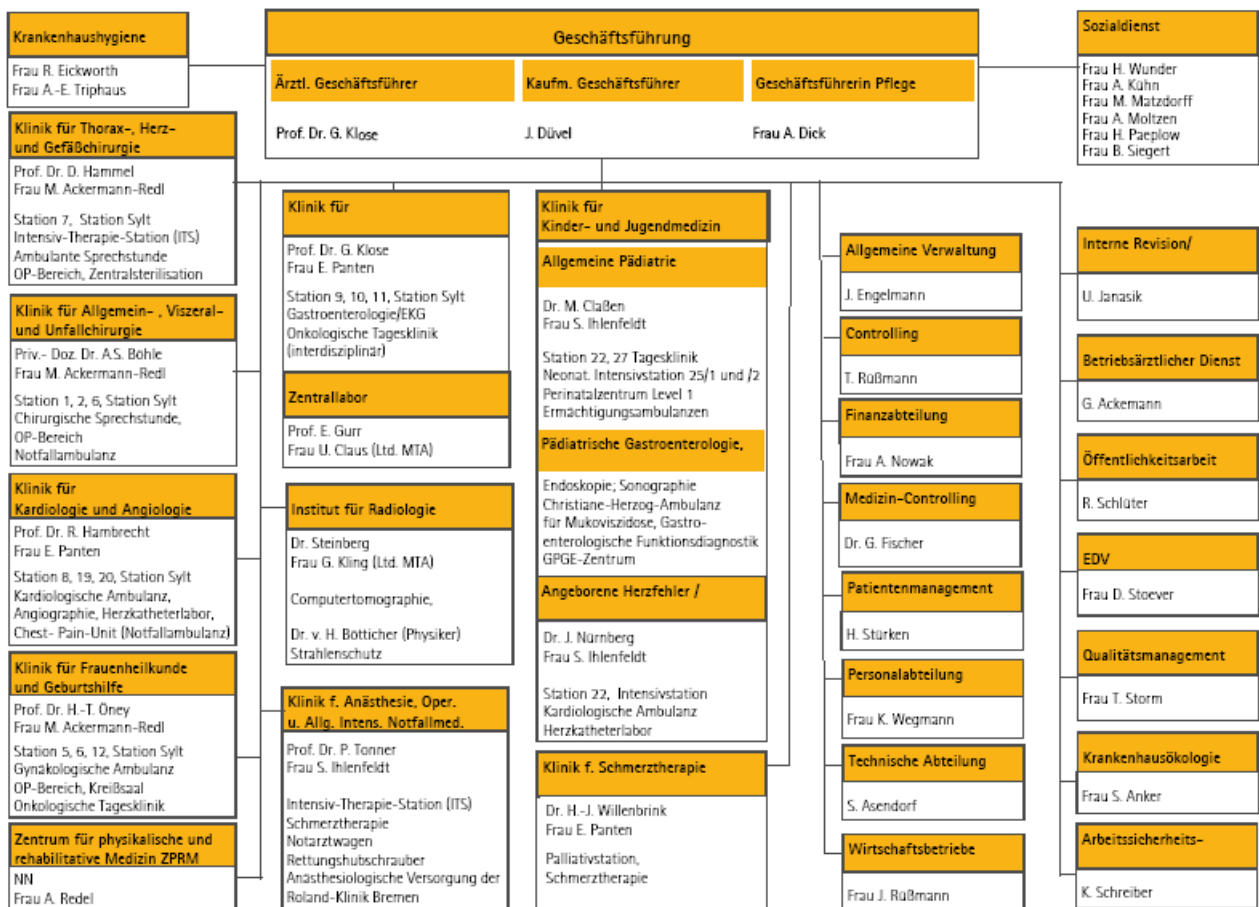 Krankenhaushygiene
Frau R. Eickworth
Frau A.-E. Triphaus
Geschäftsführung
Ärztl. Geschäftsführer
Kaufm. Geschäftsführer
Geschäftsführerin Pflege
Prof. Dr. G. Klose
J. Düvel
Frau A. Dick
Sozialdienst
Frau H. Wunder
Frau A. Kühn
Frau M. Matzdorff
Frau A. Moltzen
Frau H. Paeplow
Frau B. Siegert
Klinik für Thorax-, Herz-
und Gefäßchirurgie
Prof. Dr. D. Hammel
Frau M. Ackermann-Redl
Station 7, Station Sylt
Intensiv-Therapie-Station (ITS)
Ambulante Sprechstunde
OP-Bereich, Zentralsterilisation
Klinik für Allgemein- , Viszeral-
und Unfallchirurgie
Priv.- Doz. Dr. A.S. Böhle
Frau M. Ackermann-Redl
Station 1, 2, 6, Station Sylt
Chirurgische Sprechstunde,
OP-Bereich
Notfallambulanz
Klinik für
Kardiologie und Angiologie
Prof. Dr. R. Hambrecht
Frau E. Panten
Station 8, 19, 20, Station Sylt
Kardiologische Ambulanz,
Angiographie, Herzkatheterlabor,
Chest- Pain-Unit (Notfallambulanz)
Klinik für Frauenheilkunde
und Geburtshilfe
Prof. Dr. H.-T. Öney
Frau M. Ackermann-Redl
Station 5, 6, 12, Station Sylt
Gynäkologische Ambulanz
OP-Bereich, Kreißsaal
Onkologische Tagesklinik
Zentrum für physikalische und
rehabilitative Medizin ZPRM
NN
Frau A. Redel
Klinik für
Prof. Dr. G. Klose
Frau E. Panten
Station 9, 10, 11, Station Sylt
Gastroenterologie/EKG
Onkologische Tagesklinik
(interdisziplinär)
Zentrallabor
Prof. E. Gurr
Frau U. Claus (Ltd. MTA)
Institut für Radiologie
Dr. Steinberg
Frau G. Kling (Ltd. MTA)
Computertomographie,
Dr. v. H. Bötticher (Physiker)
Strahlenschutz
Klinik f. Anästhesie, Oper.
u. Allg. Intens. Notfallmed.
Prof. Dr. P. Tonner
Frau S. Ihlenfeldt
Intensiv-Therapie-Station (ITS)
Schmerztherapie
Notarztwagen
Rettungshubschrauber
Anästhesiologische Versorgung der
Roland-Klinik Bremen
Klinik für
Kinder- und Jugendmedizin
Allgemeine Pädiatrie
Dr. M. Claßen
Frau S. Ihlenfeldt
Station 22, 27 Tagesklinik
Neonat. Intensivstation 25/1 und /2
Perinatalzentrum Level 1
Ermächtigungsambulanzen
Pädiatrische Gastroenterologie,
Endoskopie; Sonographie
Christiane-Herzog-Ambulanz
für Mukoviszidose, Gastro-
enterologische Funktionsdiagnostik
GPGE-Zentrum
Angeborene Herzfehler /
Dr. J. Nürnberg
Frau S. Ihlenfeldt
Station 22, Intensivstation
Kardiologische Ambulanz
Herzkatheterlabor
Klinik f. Schmerztherapie
Dr. H.-J. Willenbrink
Frau E. Panten
Palliativstation,
Schmerztherapie
Allgemeine Verwaltung
J. Engelmann
Controlling
T. Rüßmann
Finanzabteilung
Frau A. Nowak
Medizin-Controlling
Dr. G. Fischer
Patientenmanagement
H. Stürken
Personalabteilung
Frau K. Wegmann
Technische Abteilung
S. Asendorf
Wirtschaftsbetriebe
Frau J. Rüßmann
Interne Revision/
U. Janasik
Betriebsärztlicher Dienst
G. Ackemann
Öffentlichkeitsarbeit
R. Schlüter
EDV
Frau D. Stoever
Qualitätsmanagement
Frau T. Storm
Krankenhausökologie
Frau S. Anker
Arbeitssicherheits-
K. Schreiber